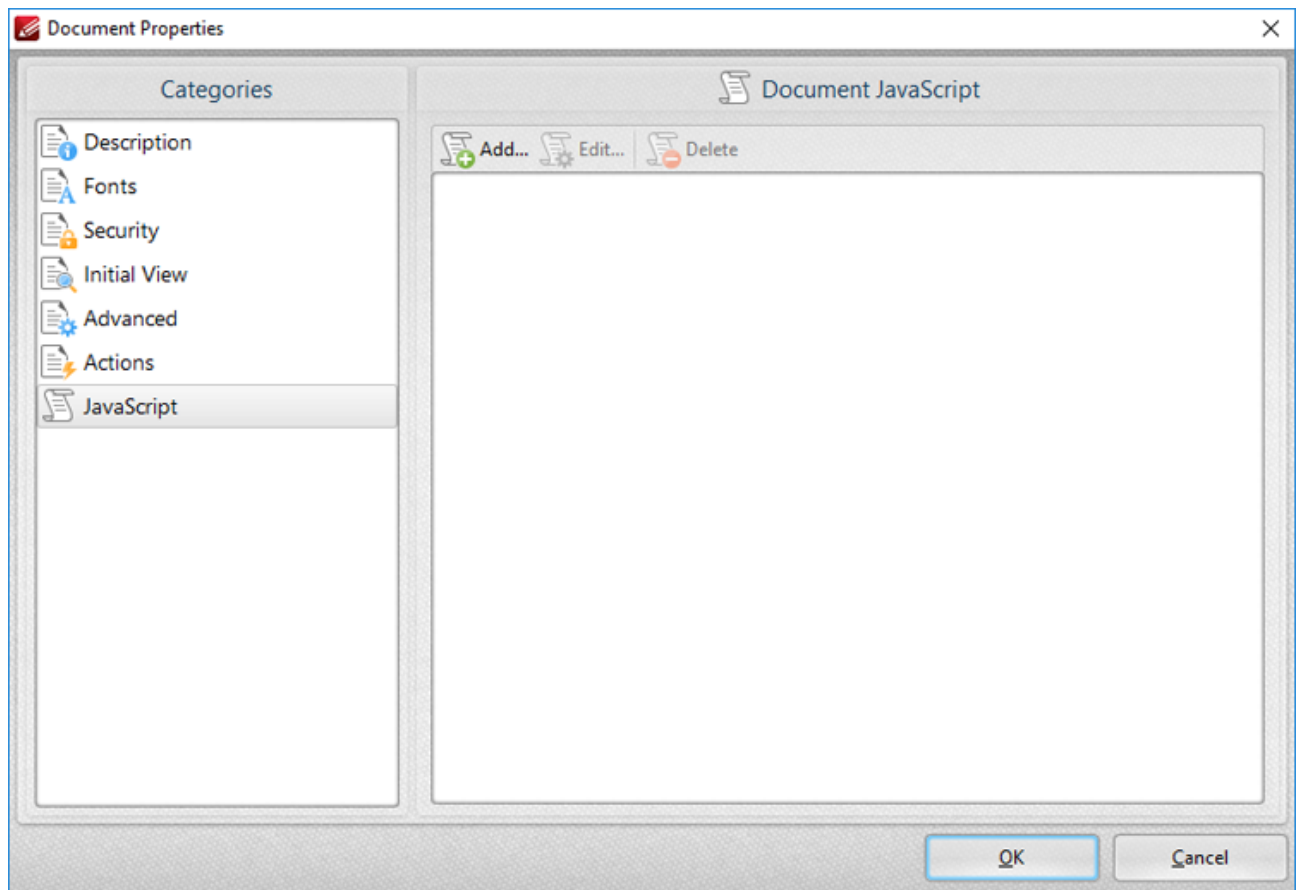 Document Properties
Categories
Description
Fonts
Security
Initial View
Advanced
Actions
JavaScript
Document JavaScript
Add... Edit... Delete
OK Cancel